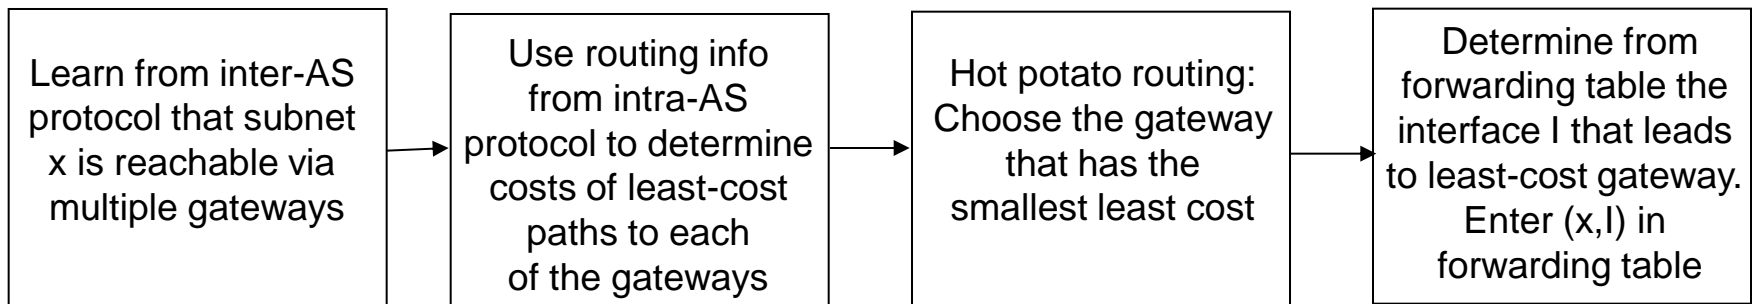 Learn from inter-AS
protocol that subnet
x is reachable via
multiple gateways
Use routing info
from intra-AS
protocol to determine
costs of least-cost
paths to each
of the gateways
Hot potato routing:
Choose the gateway
that has the
smallest least cost
Determine from
forwarding table the
interface I that leads
to least-cost gateway.
Enter (x,I) in
forwarding table